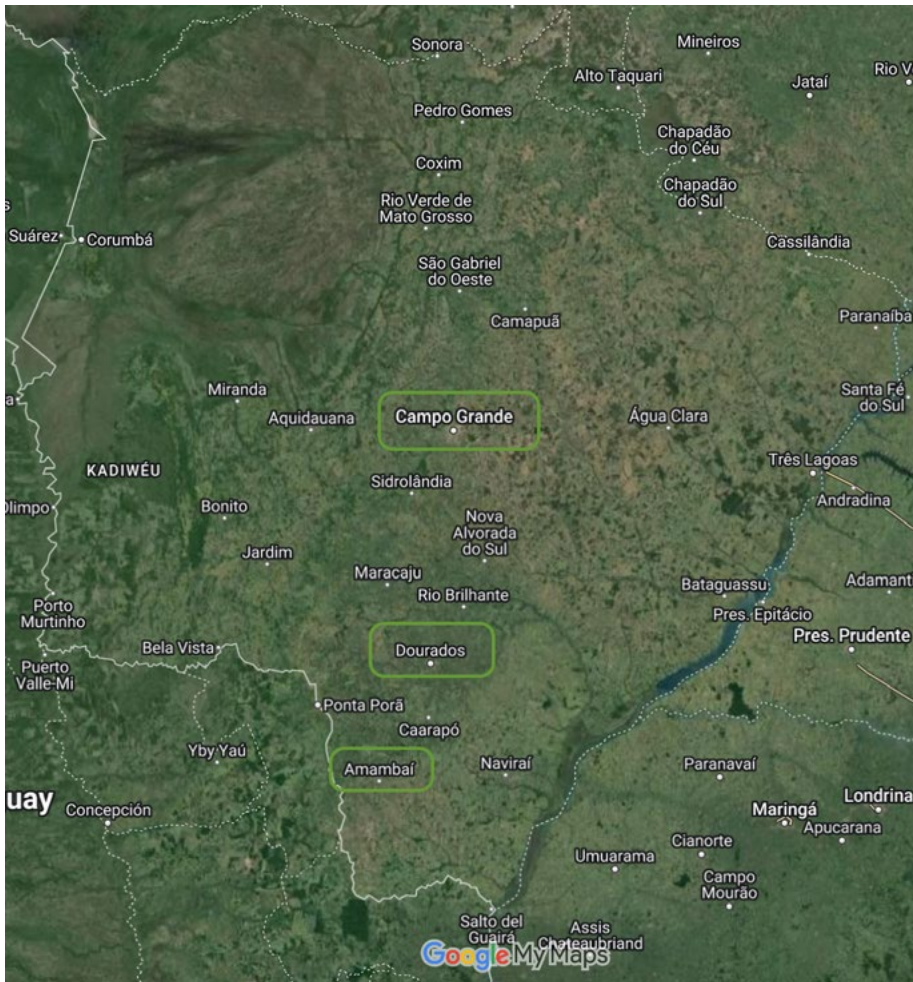 Sonora
Mineiros
Alto Taquari
Jataí
Rio V
Pedro Gomes
Chapadão
do Céu
Coxim
Chapadão
do Sul
Rio Verde de
Mato Grosso
s
Suárez
Corumbá
Cassilândia
São Gabriel
do Oeste
Camapuã
Paranaíba
Miranda
Santa Fé
do Sul
a
Aquidauana
Campo Grande
Água Clara
KADIWÉU
Três Lagoas
Sidrolândia
Andradina
Olimpo
Bonito
Nova
Alvorada
do Sul
Jardim
Maracaju
Rio Brilhante
Bataguassu
Adamanti
Porto
Murtinho
Pres. Epitácio
Bela Vista
Dourados
Pres. Prudente
Puerto
Valle-Mi
Ponta Porã
Caarapó
Yby Yaú
Amambaí
Naviraí
Paranavaí
uay
Concepción
Maringá
Londrina
Apucarana
Cianorte
Umuarama
Campo
Mourão
Salto del
Guairá
Assis
Chateaubriand
Google My Maps